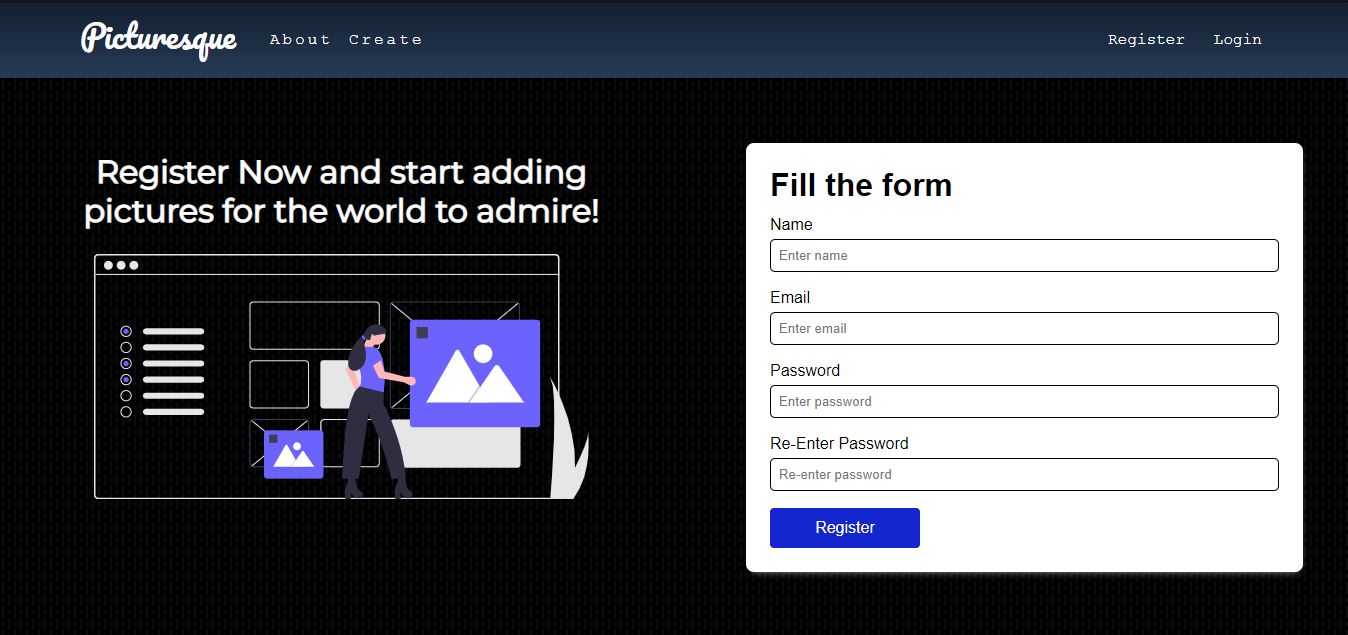 Picturesque
About
Create
Register
Login
Register Now and start adding
pictures for the world to admire!
Fill the form
Name
Enter name
Email
Enter email
Password
Enter password
Re-Enter Password
Re-enter password
Register